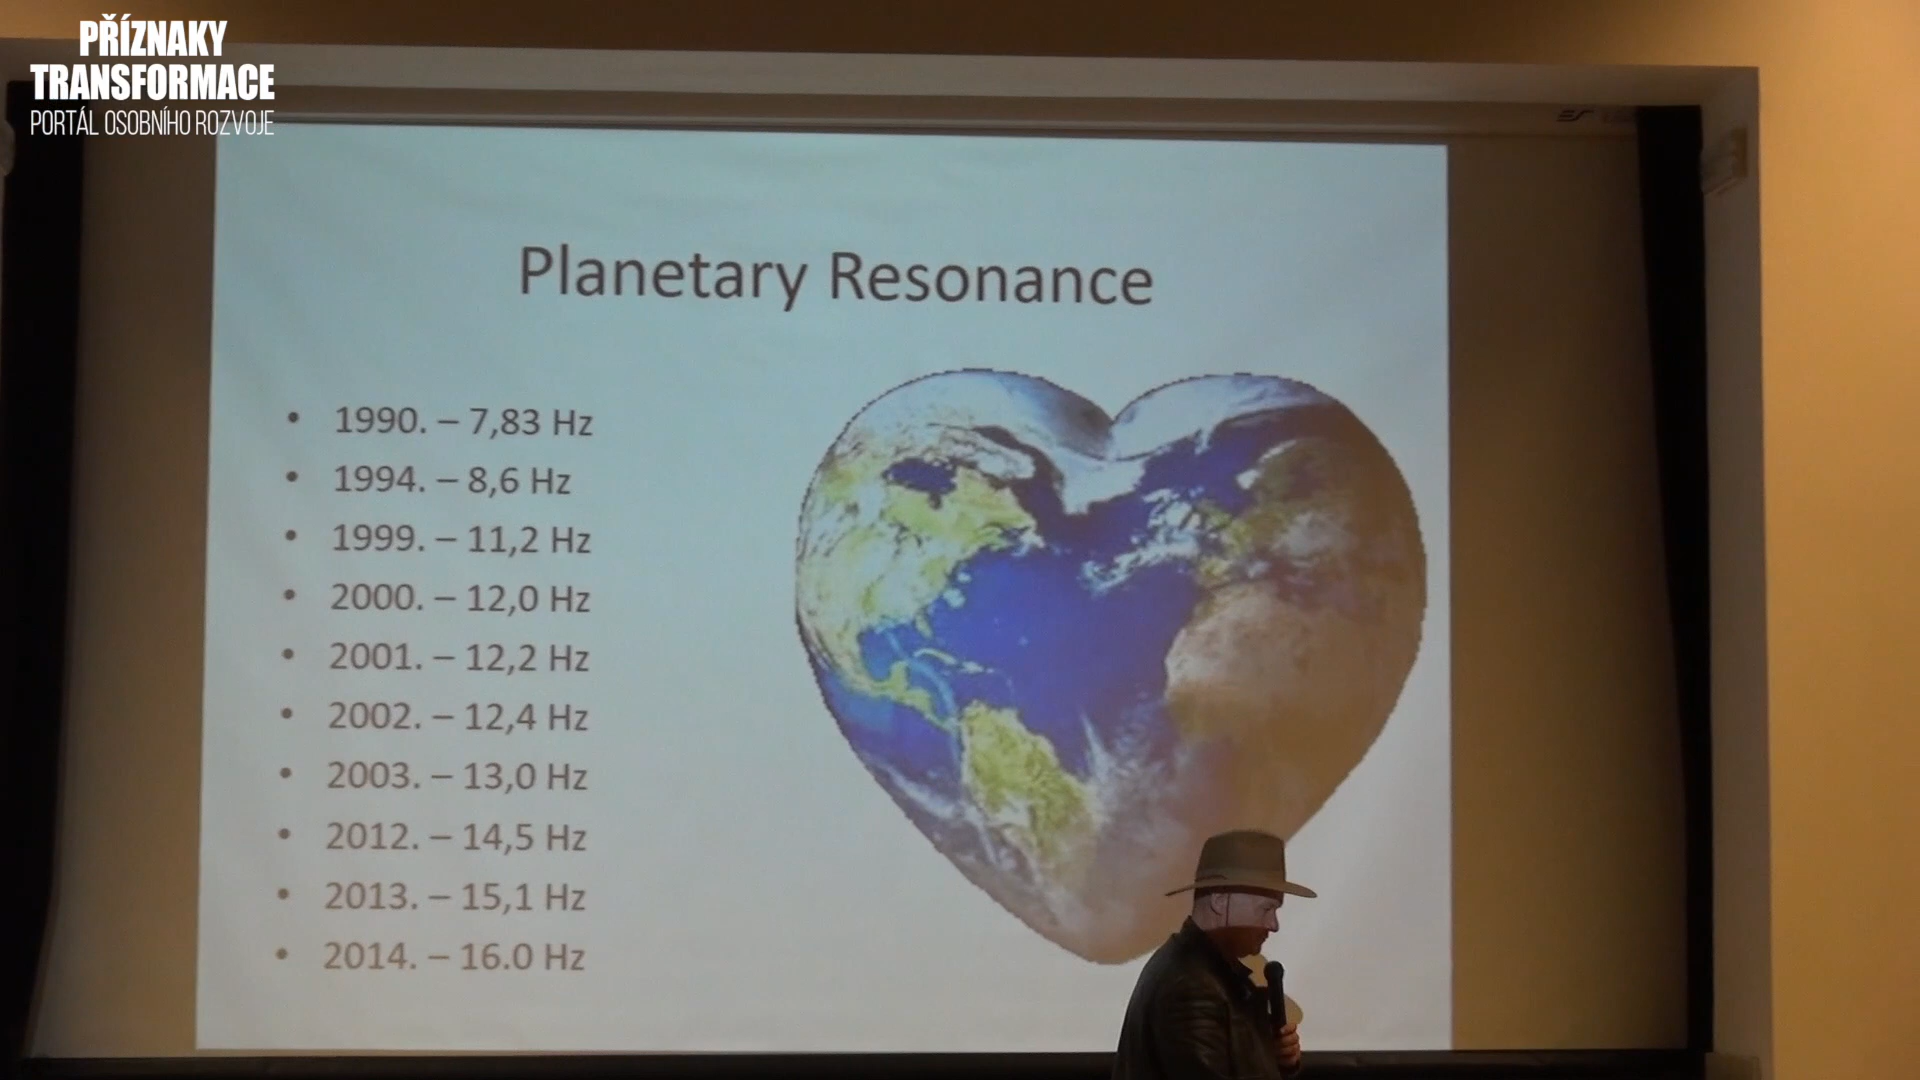 PŘÍZNAKY
TRANSFORMACE
PORTÁL OSOBNÍHO ROZVOJE
Planetary Resonance
• 1990. – 7,83 Hz
• 1994. – 8,6 Hz
• 1999. – 11,2 Hz
• 2000. – 12,0 Hz
• 2001. – 12,2 Hz
• 2002. – 12,4 Hz
• 2003. – 13,0 Hz
• 2012. – 14,5 Hz
• 2013. – 15,1 Hz
• 2014. – 16.0 Hz